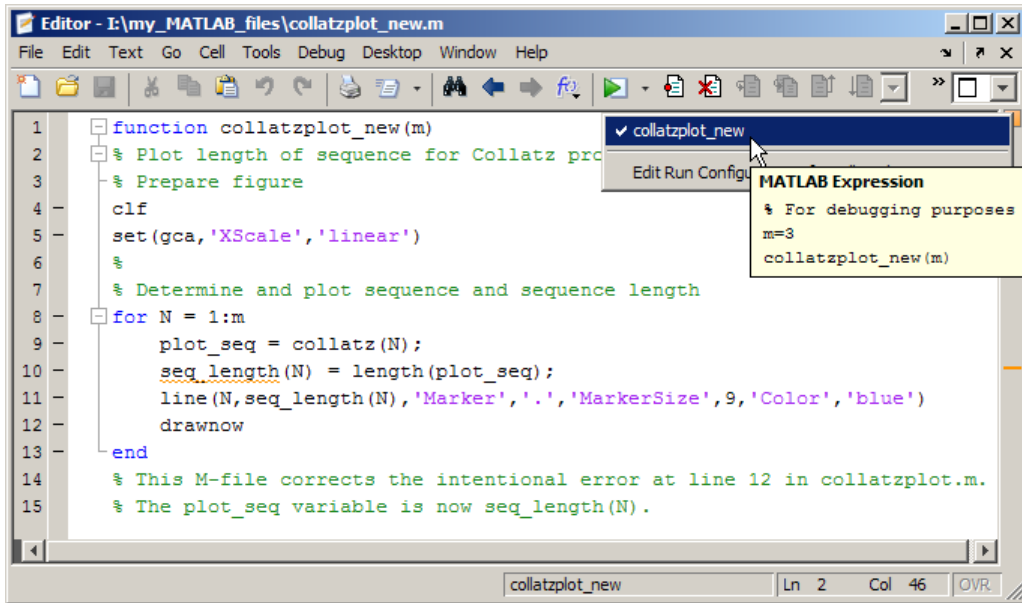 Editor - I:\my_MATLAB_files\collatzplot_new.m
File Edit Text Go Cell Tools Debug Desktop Window Help
1 function collatzplot_new(m)
✔ collatzplot_new
2 % Plot length of sequence for Collatz
Edit Run
3 % Prepare figure
MATLAB Expression
% For debugging purposes
m=3
collatzplot_new(m)
4 - clf
5 - set(gca,'XScale','linear')
6 %
7 % Determine and plot sequence and sequence length
8 - for N = 1:m
9 - plot_seq = collatz(N);
10 - seq_length(N) = length(plot_seq);
11 - line(N,seq_length(N),'Marker','.','MarkerSize',9,'Color','blue')
12 - drawnow
13 - end
14 % This M-file corrects the intentional error at line 12 in collatzplot.m.
15 % The plot_seq variable is now seq_length(N).
collatzplot_new Ln 2 Col 46 OVR